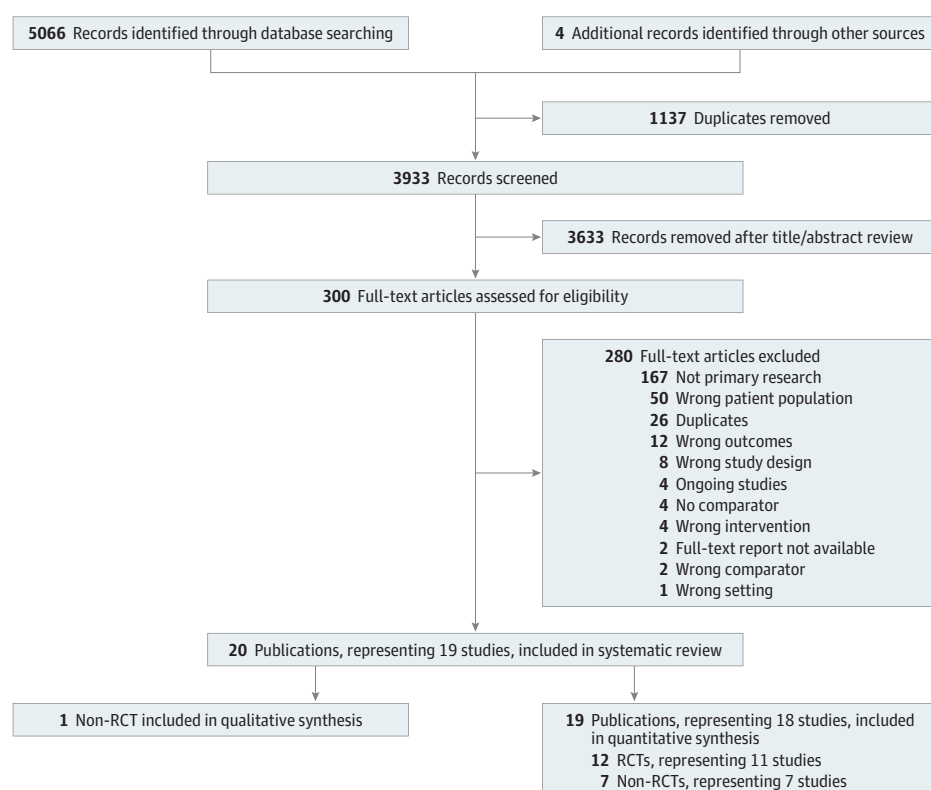 5066 Records identified through database searching
4 Additional records identified through other sources
1137 Duplicates removed
3933 Records screened
3633 Records removed after title/abstract review
300 Full-text articles assessed for eligibility
280 Full-text articles excluded
167 Not primary research
50 Wrong patient population
26 Duplicates
12 Wrong outcomes
8 Wrong study design
4 Ongoing studies
4 No comparator
4 Wrong intervention
2 Full-text report not available
2 Wrong comparator
1 Wrong setting
20 Publications, representing 19 studies, included in systematic review
1 Non-RCT included in qualitative synthesis
19 Publications, representing 18 studies, included
in quantitative synthesis
12 RCTs, representing 11 studies
7 Non-RCTs, representing 7 studies